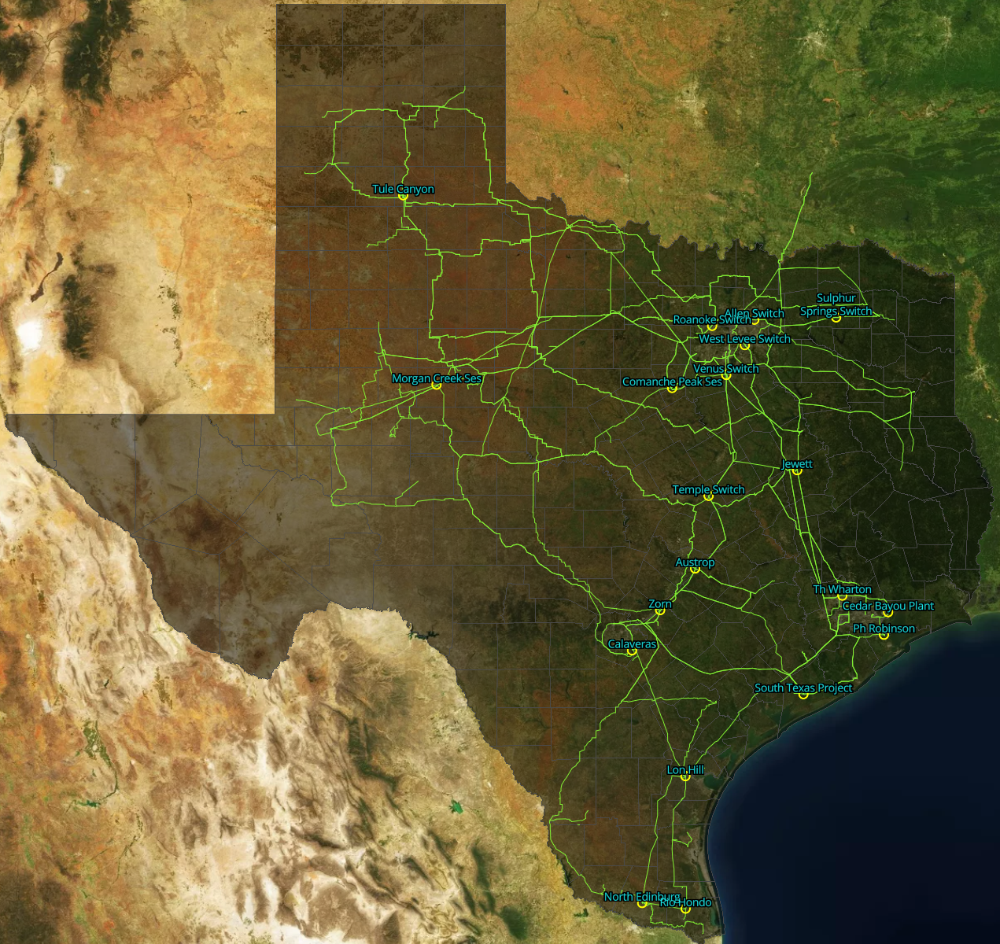 Tule Canyon
Sulphur
Springs Switch
Allen Switch
Roanoke Switch
West Levee Switch
Venus Switch
Morgan Creek Ses
Comanche Peak Ses
Jewett
Temple Switch
Austrop
Th Wharton
Zorn
Cedar Bayou Plant
Ph Robinson
Calaveras
South Texas Project
Lon Hill
North Edinburg
Rio Hondo